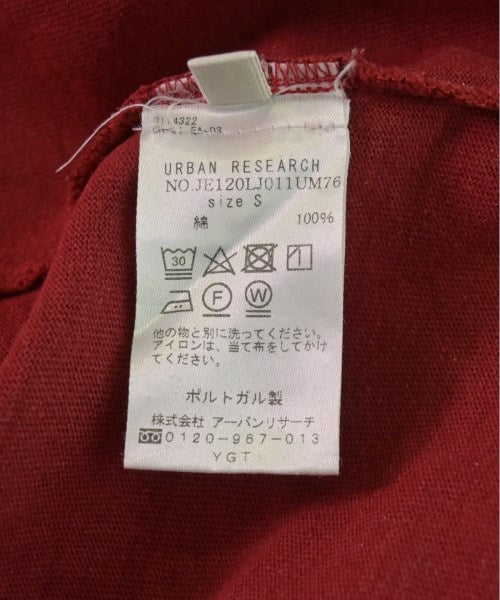 3114322
URBAN RESEARCH
NO.JE120LJ011UM76
size S
綿 100%
30
F W
他の物と別に洗ってください。
アイロンは、当て布をしてかけ
てください。
ポルトガル製
株式会社 アーバンリサーチ
0120-967-013
YGT